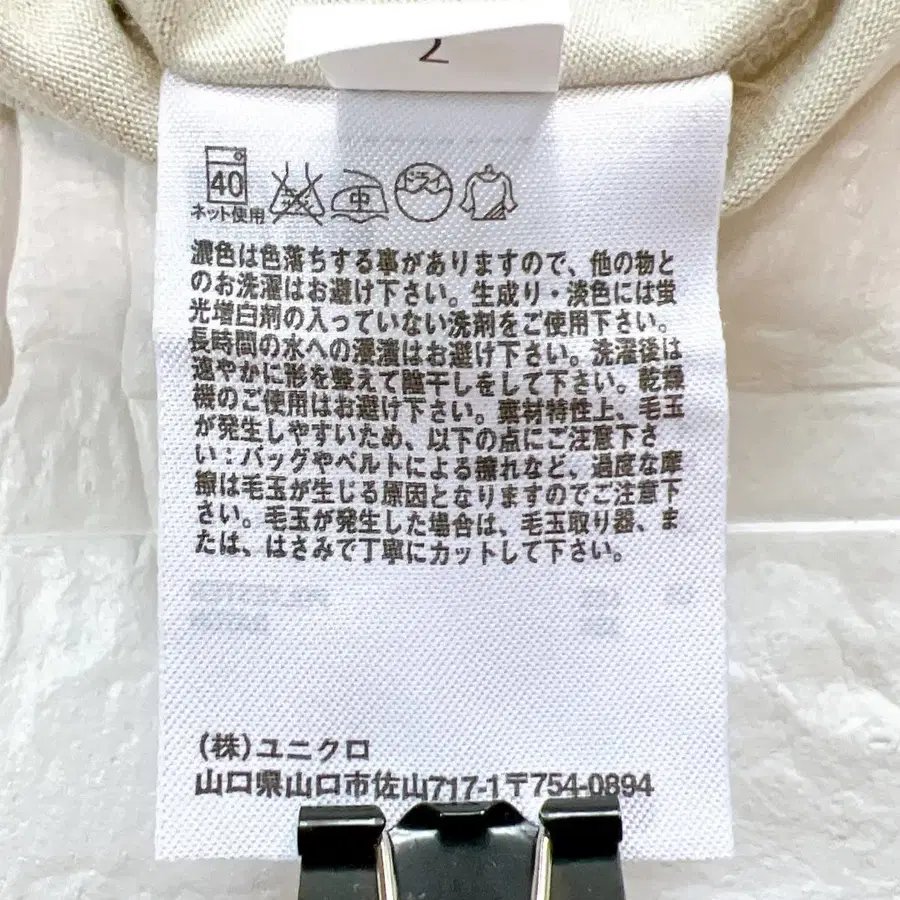 2
40
ネット使用
中
ドライ
濃色は色落ちする事がありますので、他の物と
のお洗濯はお避け下さい。生成り・淡色には蛍
光増白剤の入っていない洗剤をご使用下さい。
長時間の水への浸漬はお避け下さい。洗濯後は
速やかに形を整えて陰干しをして下さい。乾燥
機のご使用はお避け下さい。素材特性上、毛玉
が発生しやすいため、以下の点にご注意下さ
い：バッグやベルトによる擦れなど、過度な摩
擦は毛玉が生じる原因となりますのでご注意下
さい。毛玉が発生した場合は、毛玉取り器、ま
たは、はさみで丁寧にカットして下さい。
(株)ユニクロ
山口県山口市佐山717-1〒754-0894